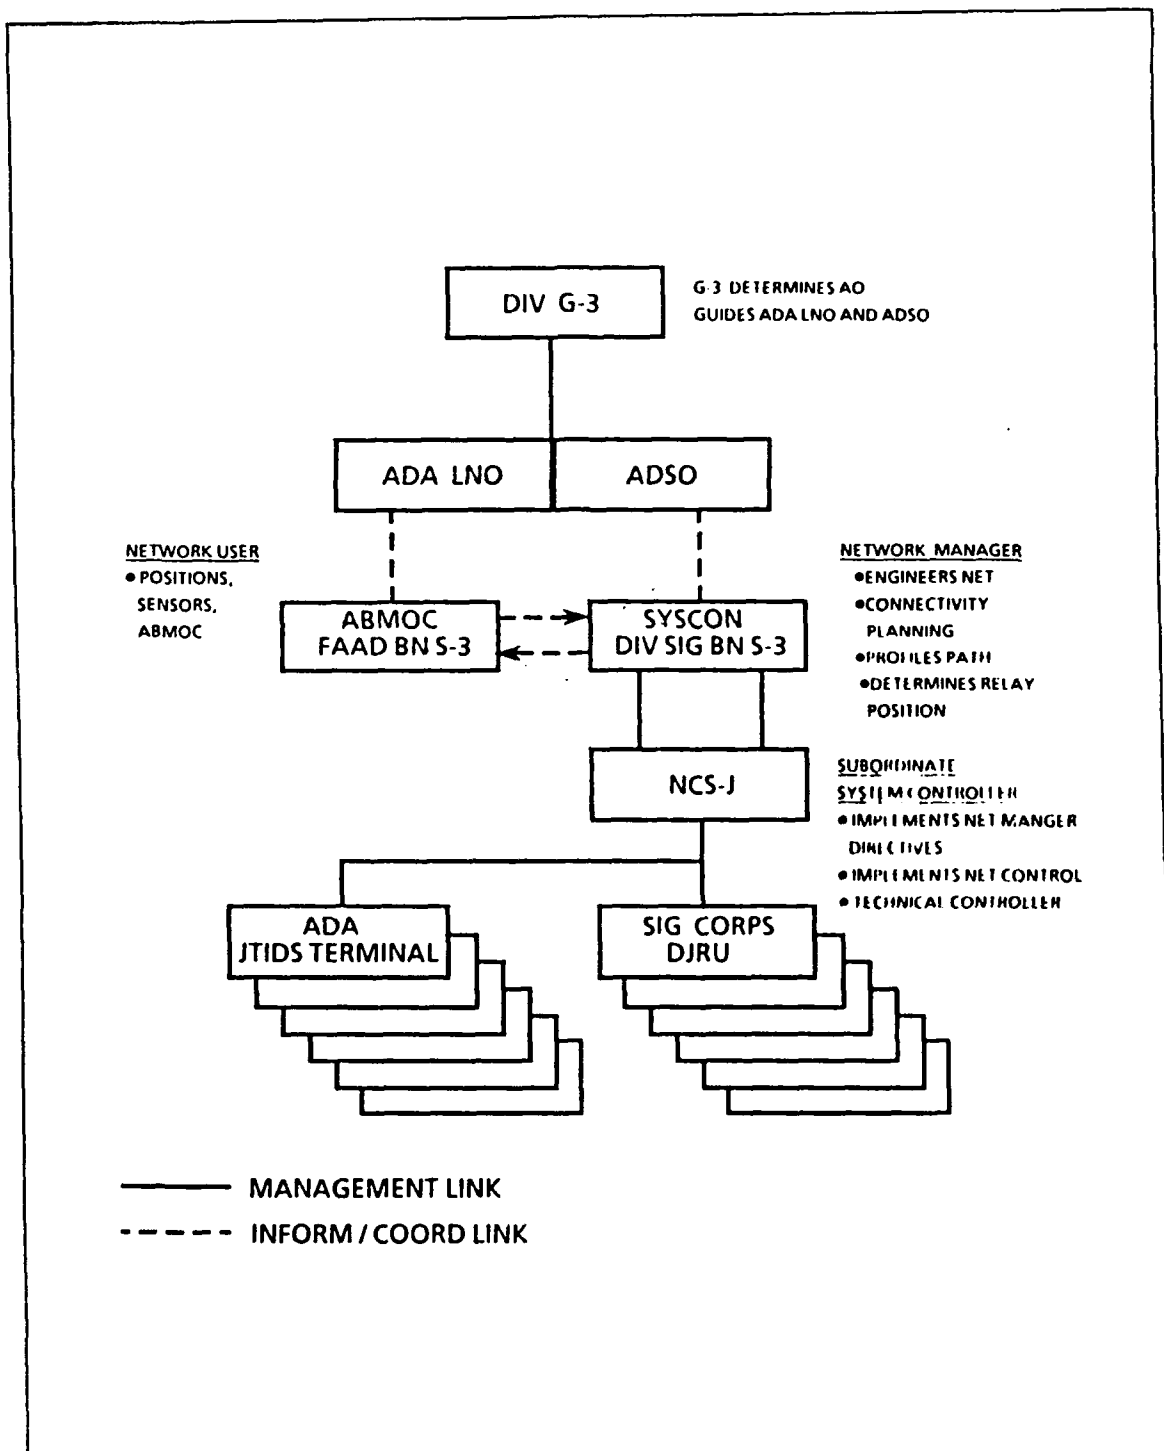 DIV G-3
G-3 DETERMINES AO
GUIDES ADA LNO AND ADSO
ADA LNO
ADSO
NETWORK USER
● POSITIONS,
SENSORS,
ABMOC
ABMOC
FAAD BN S-3
SYSCON
DIV SIG BN S-3
NETWORK MANAGER
●ENGINEERS NET
●CONNECTIVITY
PLANNING
●PROFILES PATH
●DETERMINES RELAY
POSITION
NCS-J
SUBORDINATE
SYSTEM CONTROLLER
● IMPLEMENTS NET MANGER
DIRECTIVES
● IMPLEMENTS NET CONTROL
● TECHNICAL CONTROLLER
ADA
JTIDS TERMINAL
SIG CORPS
DJRU
MANAGEMENT LINK
INFORM / COORD LINK